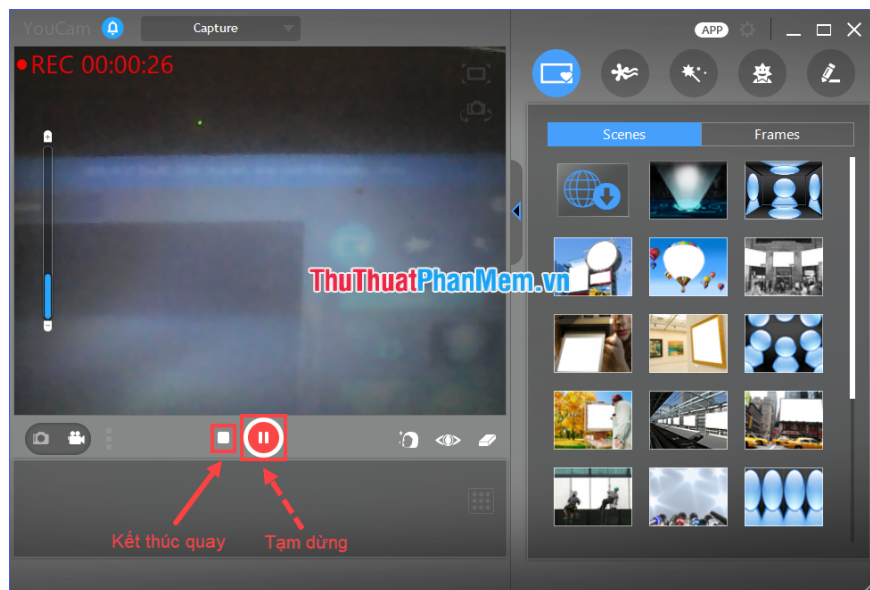 YouCam
Capture
APP
REC 00:00:26
Scenes
Frames
ThuThuatPhanMem.vn
Kết thúc quay
Tạm dừng